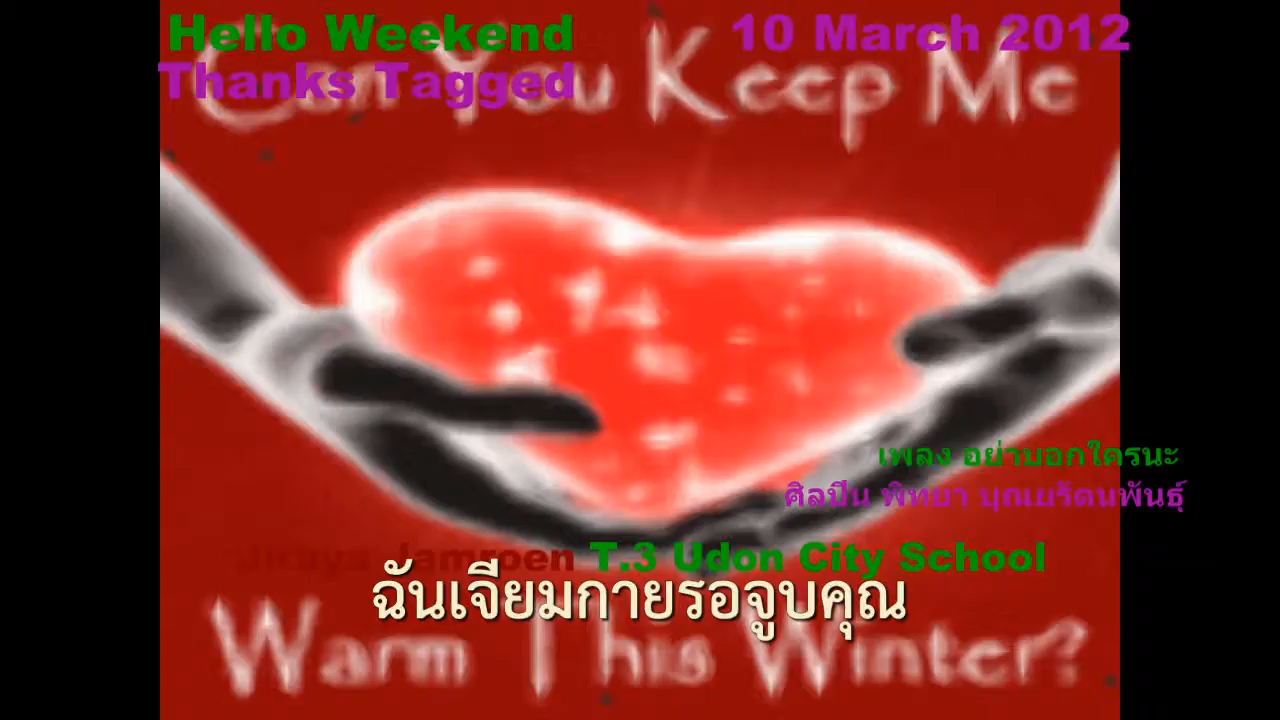 Hello Weekend
10 March 2012
Thanks Tagged
Can You Keep Me
เพลง อย่าบอกใครนะ
ศิลปิน พิทยา บุณยรัตนพันธุ์
Jamroen T.3 Udon City School
ฉันเจียมกายรอจูบคุณ
Warm This Winter?